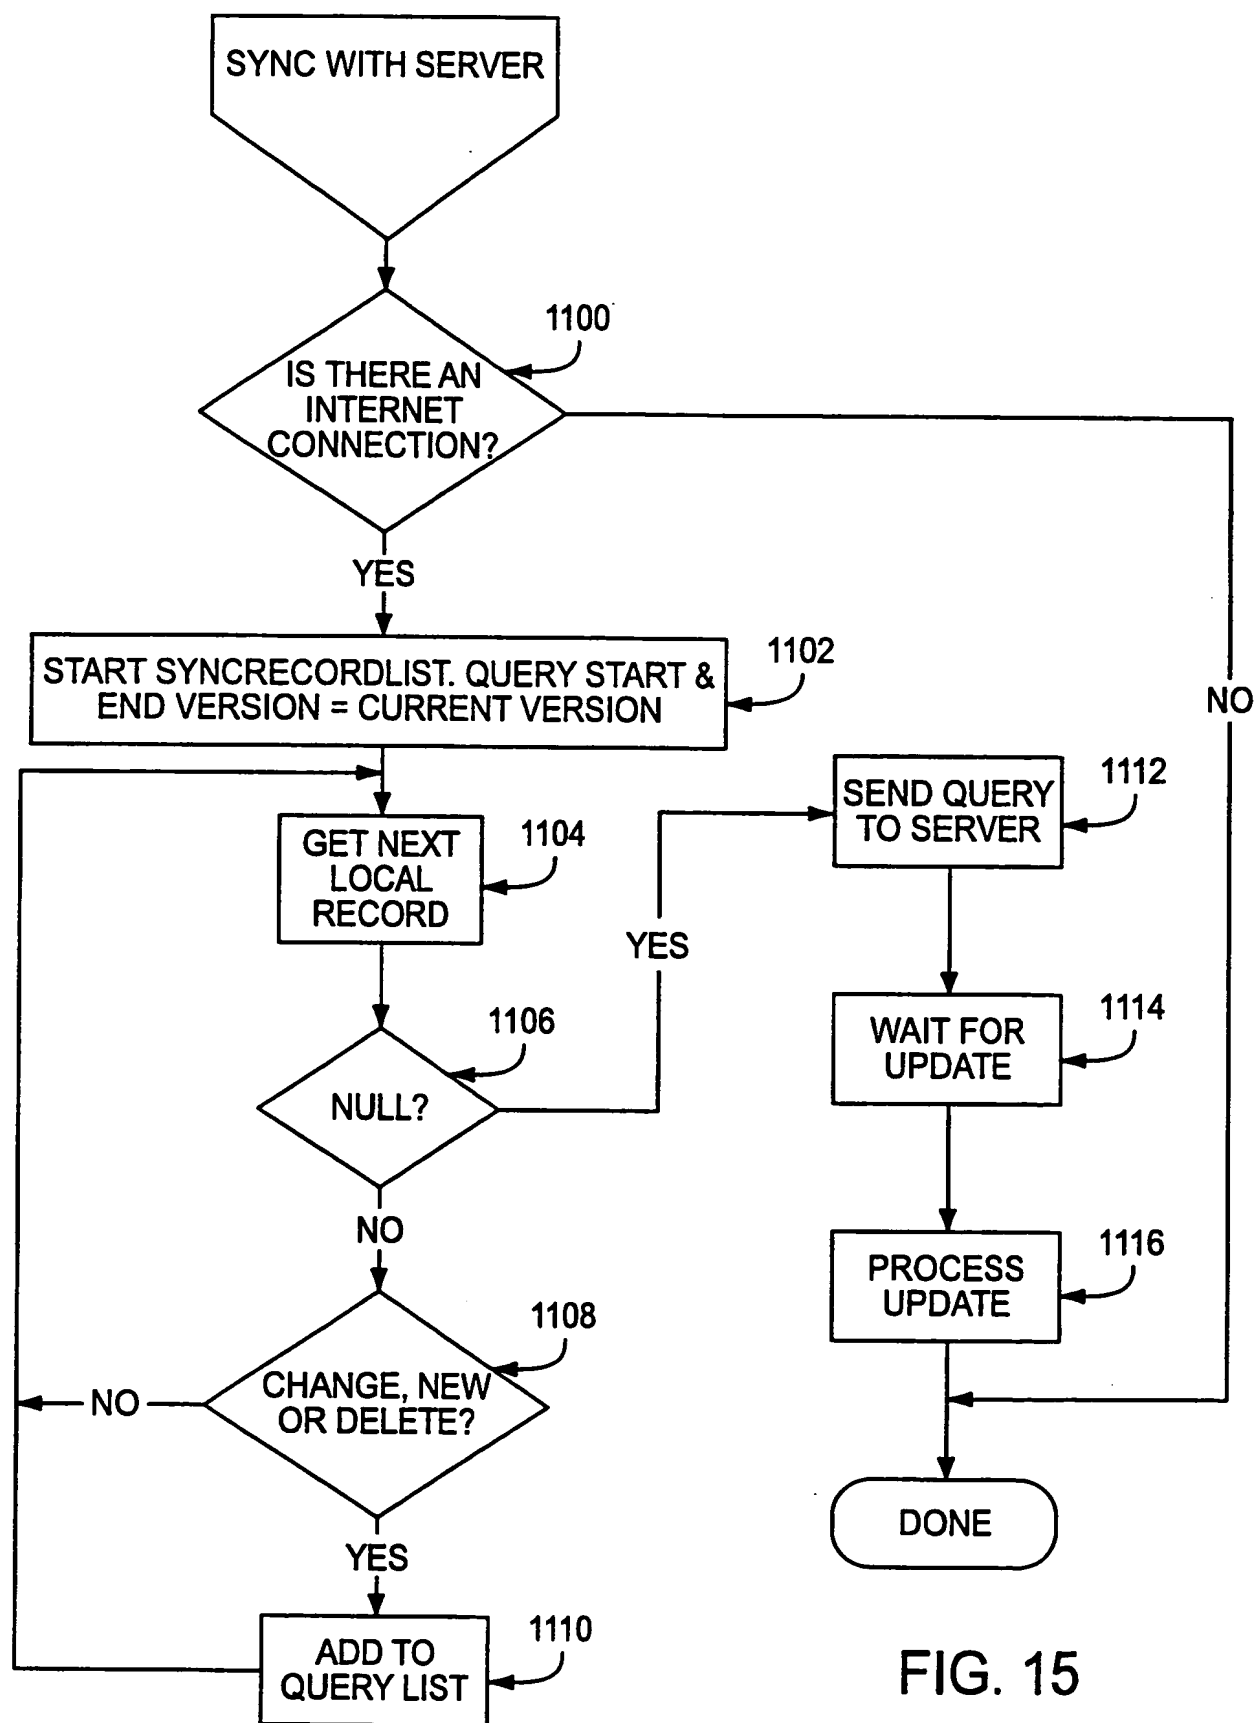 SYNC WITH SERVER
1100
IS THERE AN
INTERNET
CONNECTION?
YES
NO
START SYNCRECORDLIST. QUERY START &
END VERSION = CURRENT VERSION
1102
GET NEXT
LOCAL
RECORD
1104
YES
SEND QUERY
TO SERVER
1112
NULL?
1106
WAIT FOR
UPDATE
1114
NO
PROCESS
UPDATE
1116
CHANGE, NEW
OR DELETE?
1108
NO
YES
DONE
ADD TO
QUERY LIST
1110
FIG. 15